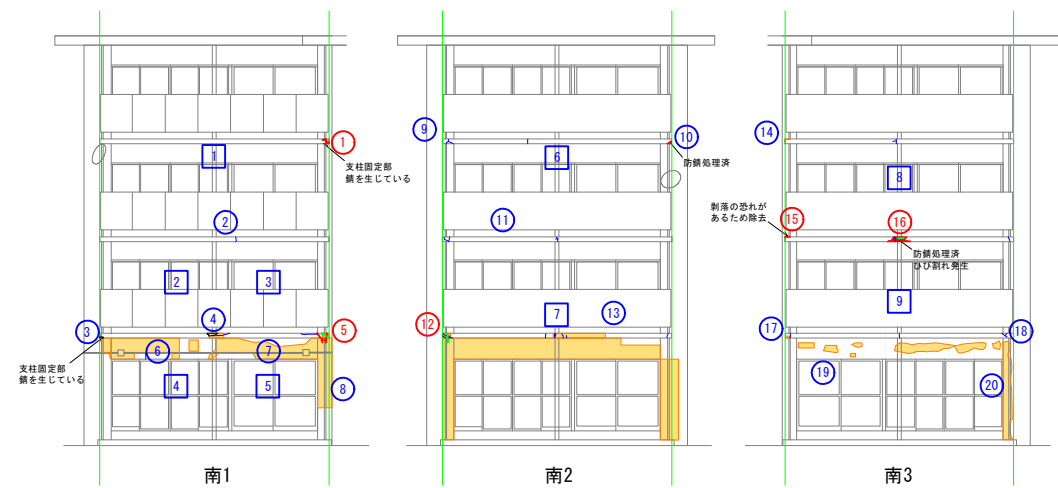 1
1
支柱固定部
錆を生じている
2
2
3
3
4
5
支柱固定部
錆を生じている
6
7
4
5
8
南1
9
10
6
防錆処理済
11
7
13
12
南2
14
8
剥落の恐れが
あるため除去
15
16
防錆処理済
ひび割れ発生
9
17
18
19
20
南3